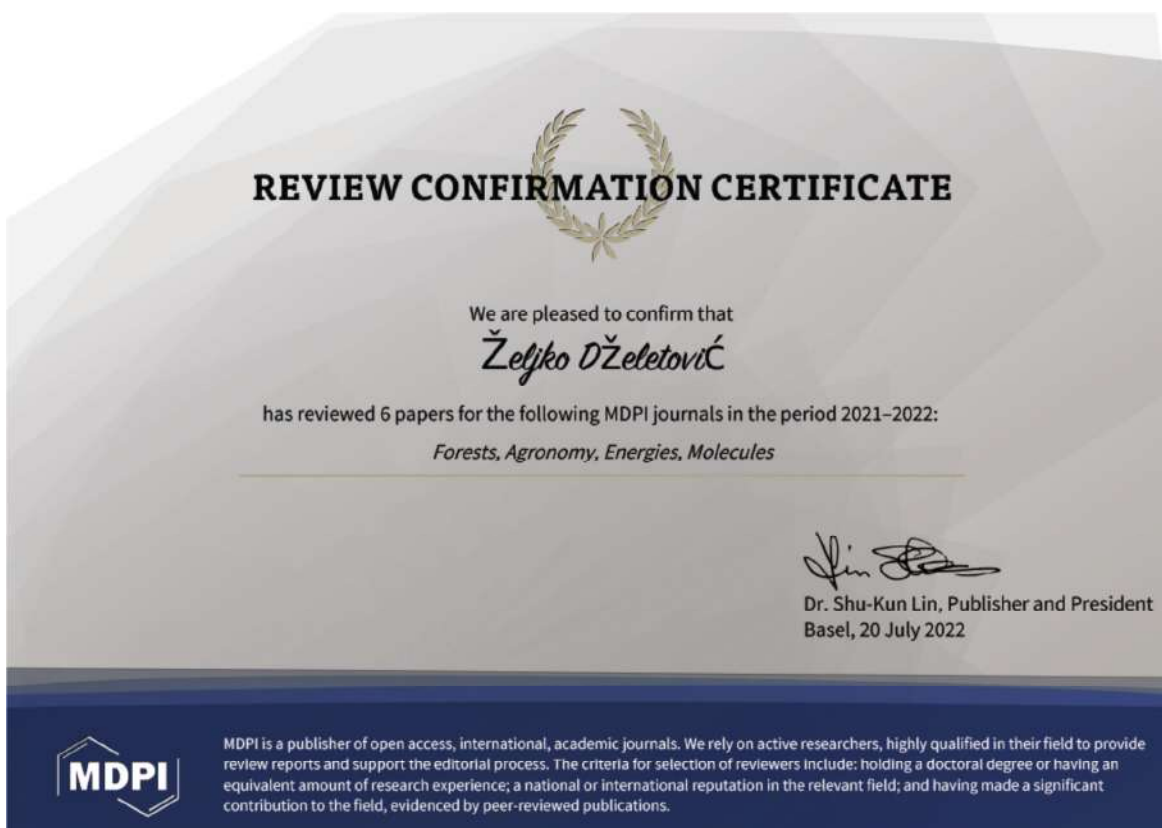 REVIEW CONFIRMATION CERTIFICATE
We are pleased to confirm that
Željko DŽeletoviĆ
has reviewed 6 papers for the following MDPI journals in the period 2021–2022:
Forests, Agronomy, Energies, Molecules
Dr. Shu-Kun Lin, Publisher and President
Basel, 20 July 2022
MDPI
MDPI is a publisher of open access, international, academic journals. We rely on active researchers, highly qualified in their field to provide
review reports and support the editorial process. The criteria for selection of reviewers include: holding a doctoral degree or having an
equivalent amount of research experience; a national or international reputation in the relevant field; and having made a significant
contribution to the field, evidenced by peer-reviewed publications.